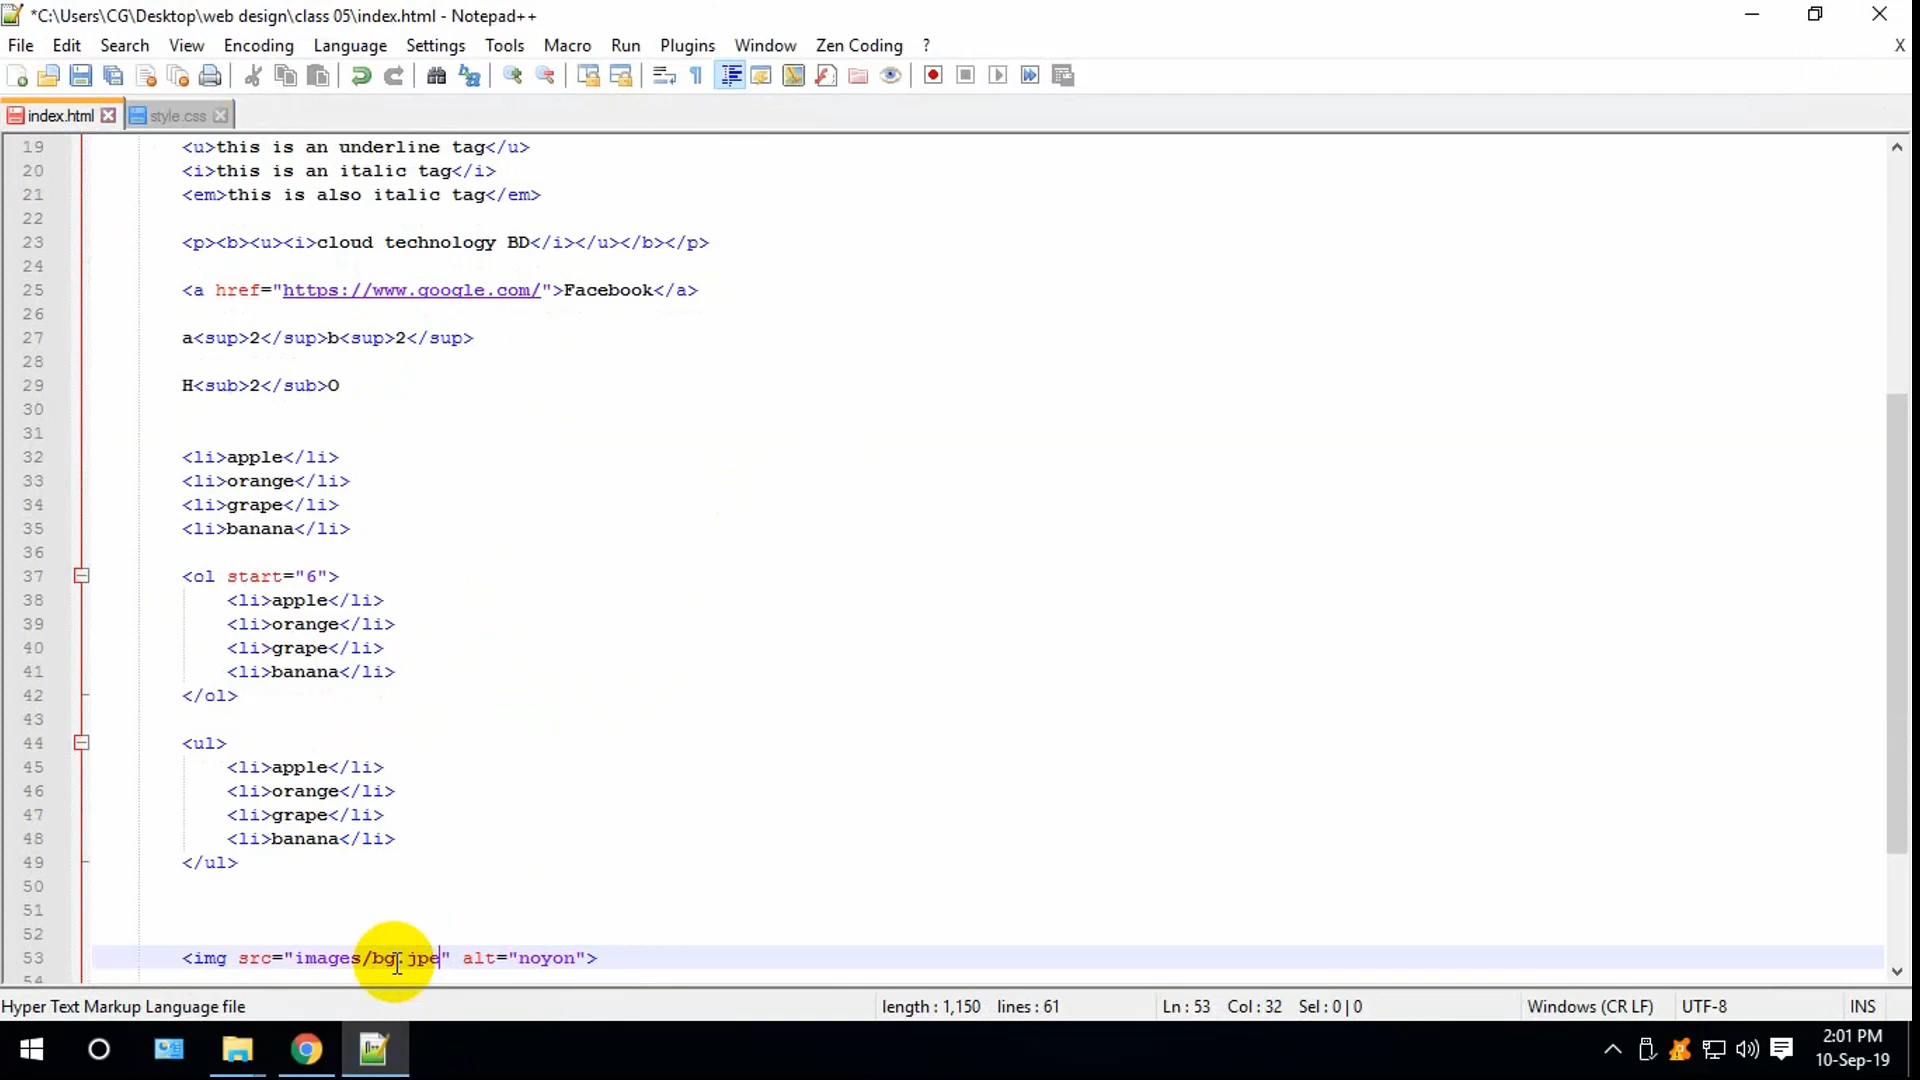 *C:\Users\CG\Desktop\web design\class 05\index.html - Notepad++
File Edit Search View Encoding Language Settings Tools Macro Run Plugins Window Zen Coding ? X
index.html style.css
19 <u>this is an underline tag</u>
20 <i>this is an italic tag</i>
21 <em>this is also italic tag</em>
22
23 <p><b><u><i>cloud technology BD</i></u></b></p>
24
25 <a href="https://www.google.com/">Facebook</a>
26
27 a<sup>2</sup>b<sup>2</sup>
28
29 H<sub>2</sub>O
30
31
32 <li>apple</li>
33 <li>orange</li>
34 <li>grape</li>
35 <li>banana</li>
36
37 <ol start="6">
38 <li>apple</li>
39 <li>orange</li>
40 <li>grape</li>
41 <li>banana</li>
42 </ol>
43
44 <ul>
45 <li>apple</li>
46 <li>orange</li>
47 <li>grape</li>
48 <li>banana</li>
49 </ul>
50
51
52
53 <img src="images/bg.jpe" alt="noyon">
54
Hyper Text Markup Language file length : 1,150 lines : 61 Ln : 53 Col : 32 Sel : 0 | 0 Windows (CR LF) UTF-8 INS
2:01 PM
10-Sep-19